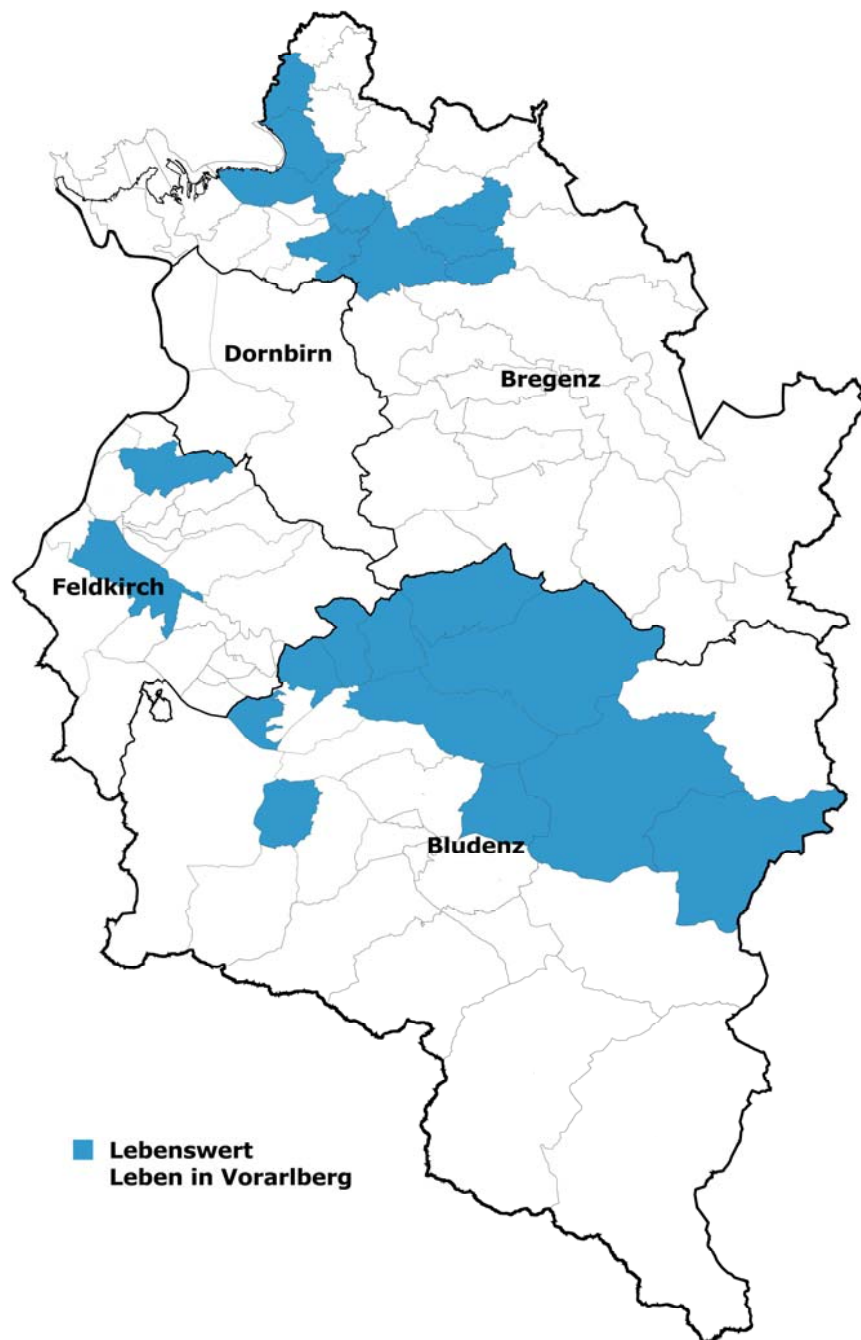 Dornbirn
Bregenz
Feldkirch
Bludenz
Lebenswert
Leben in Vorarlberg